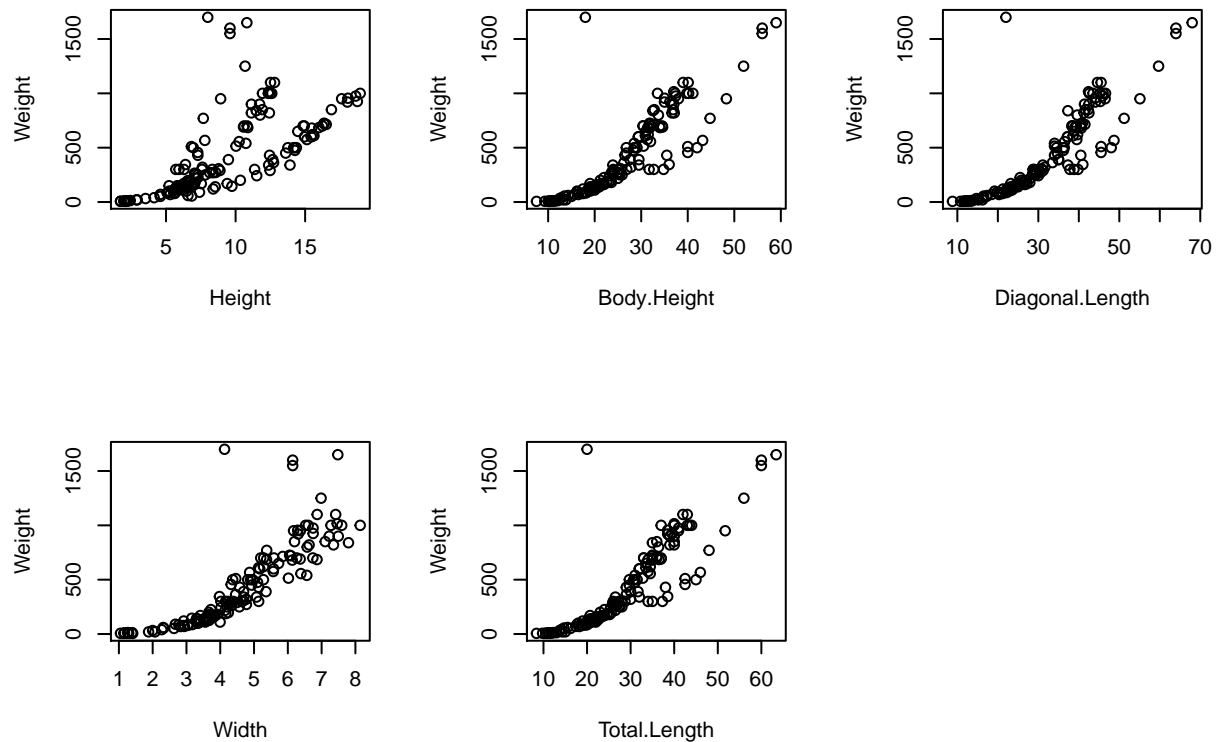 Weight
0 500 1500
5 10 15
Height
Weight
0 500 1500
10 20 30 40 50 60
Body.Height
Weight
0 500 1500
10 30 50 70
Diagonal.Length
Weight
0 500 1500
1 2 3 4 5 6 7 8
Width
Weight
0 500 1500
10 20 30 40 50 60
Total.Length